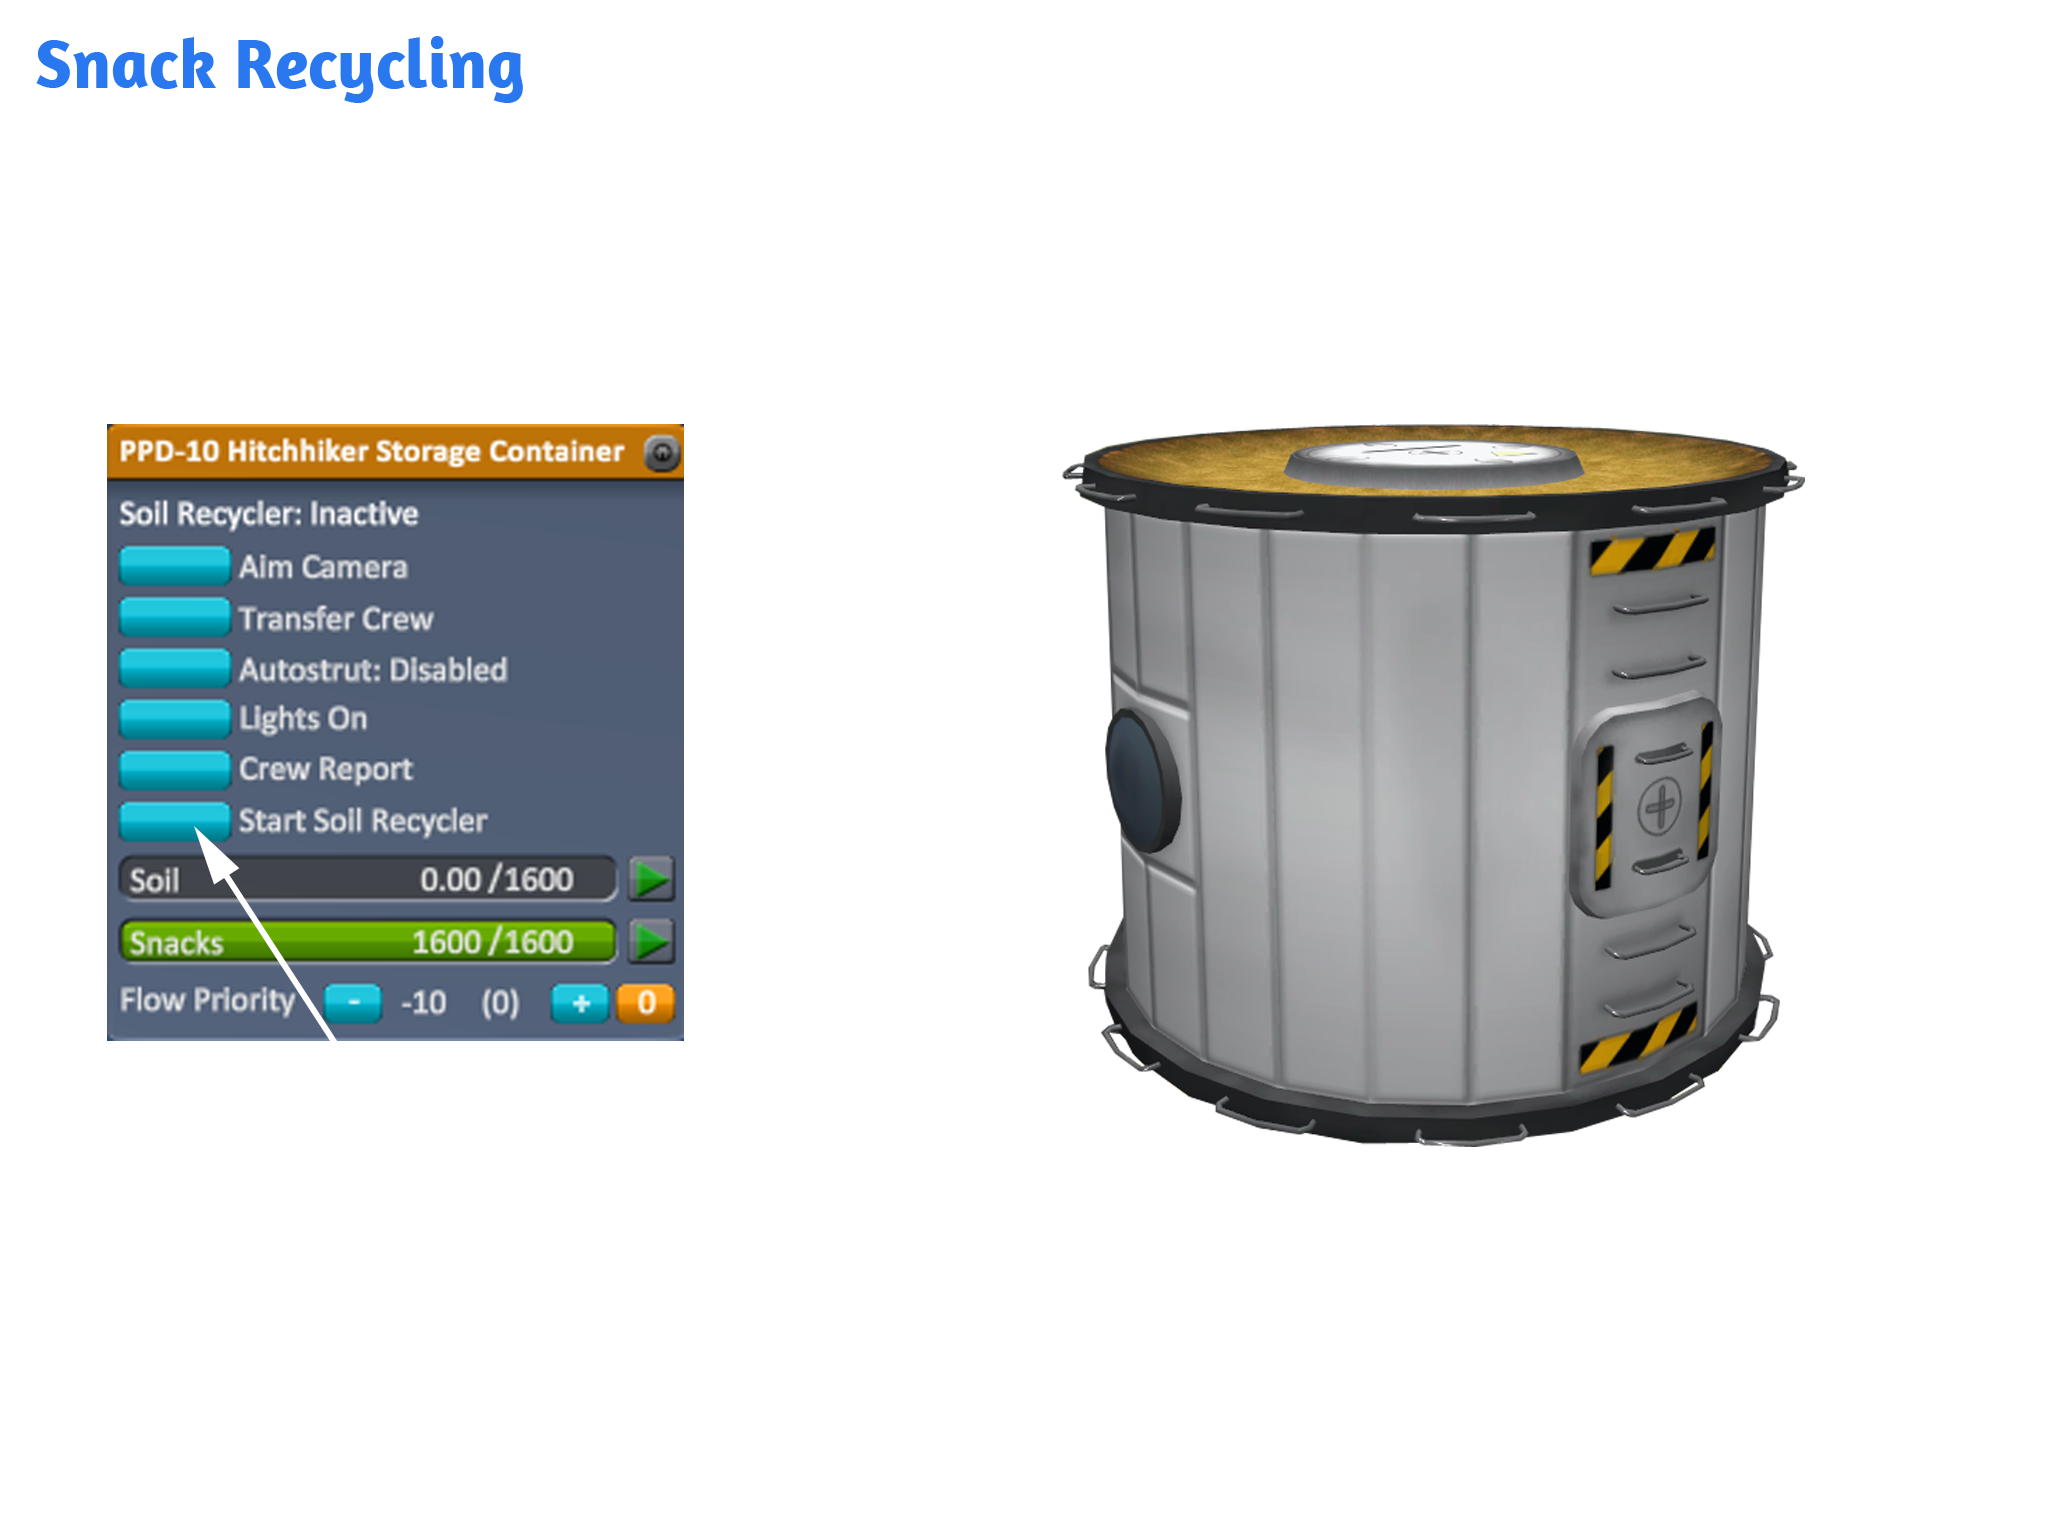 Snack Recycling
PPD-10 Hitchhiker Storage Container
Soil Recycler: Inactive
Aim Camera
Transfer Crew
Autostrut: Disabled
Lights On
Crew Report
Start Soil Recycler
Soil 0.00 /1600
Snacks 1600 /1600
Flow Priority - -10 (0) + 0